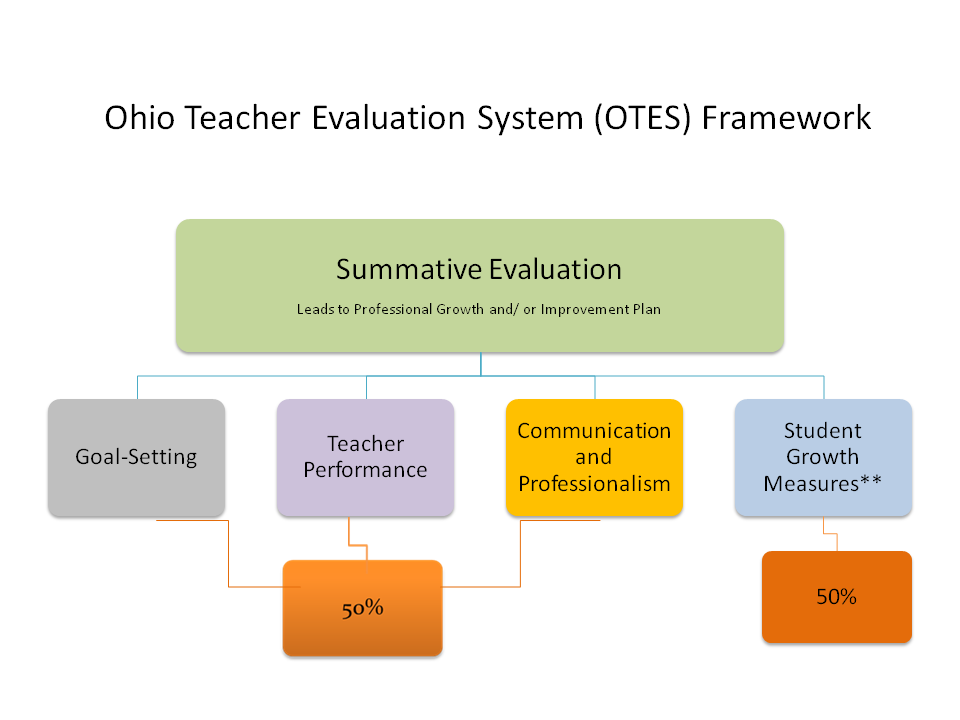 Ohio Teacher Evaluation System (OTES) Framework
Summative Evaluation
Leads to Professional Growth and/ or Improvement Plan
Goal-Setting
Teacher
Performance
Communication
and
Professionalism
Student
Growth
Measures**
50%
50%